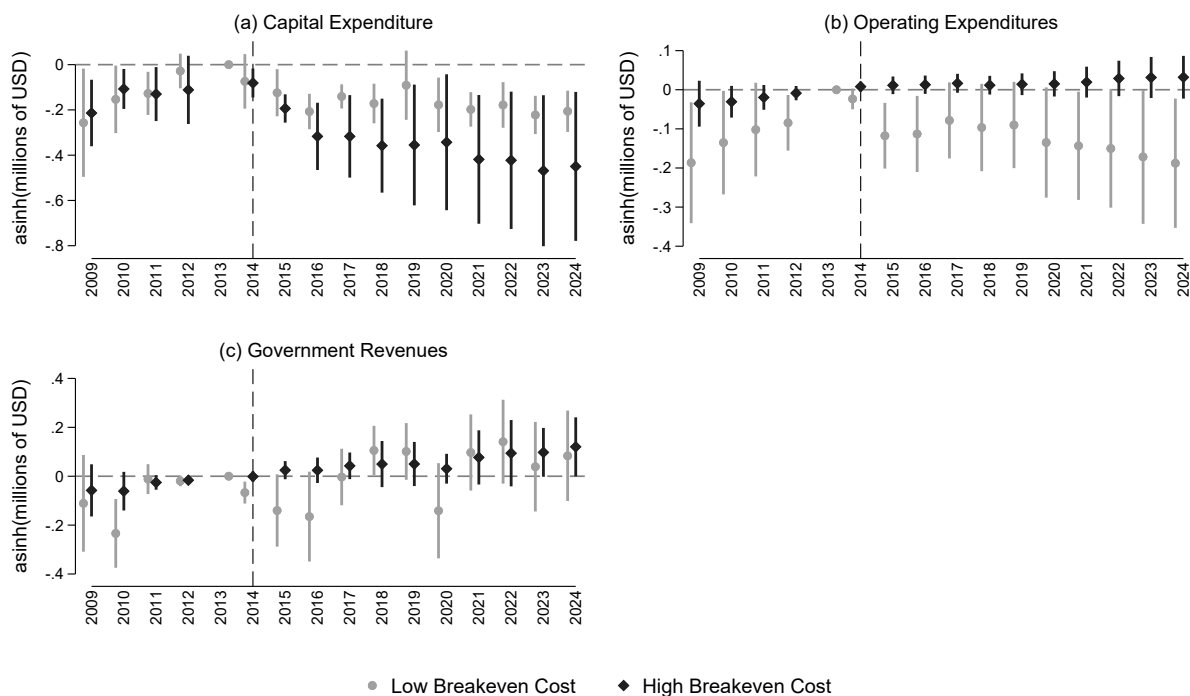 (a) Capital Expenditure
asinh(millions of USD)
0
-.2
-.4
-.6
-.8
2009 2010 2011 2012 2013 2014 2015 2016 2017 2018 2019 2020 2021 2022 2023 2024
(b) Operating Expenditures
asinh(millions of USD)
.1
0
-.1
-.2
-.3
-.4
2009 2010 2011 2012 2013 2014 2015 2016 2017 2018 2019 2020 2021 2022 2023 2024
(c) Government Revenues
asinh(millions of USD)
.4
.2
0
-.2
-.4
2009 2010 2011 2012 2013 2014 2015 2016 2017 2018 2019 2020 2021 2022 2023 2024
Low Breakeven Cost High Breakeven Cost